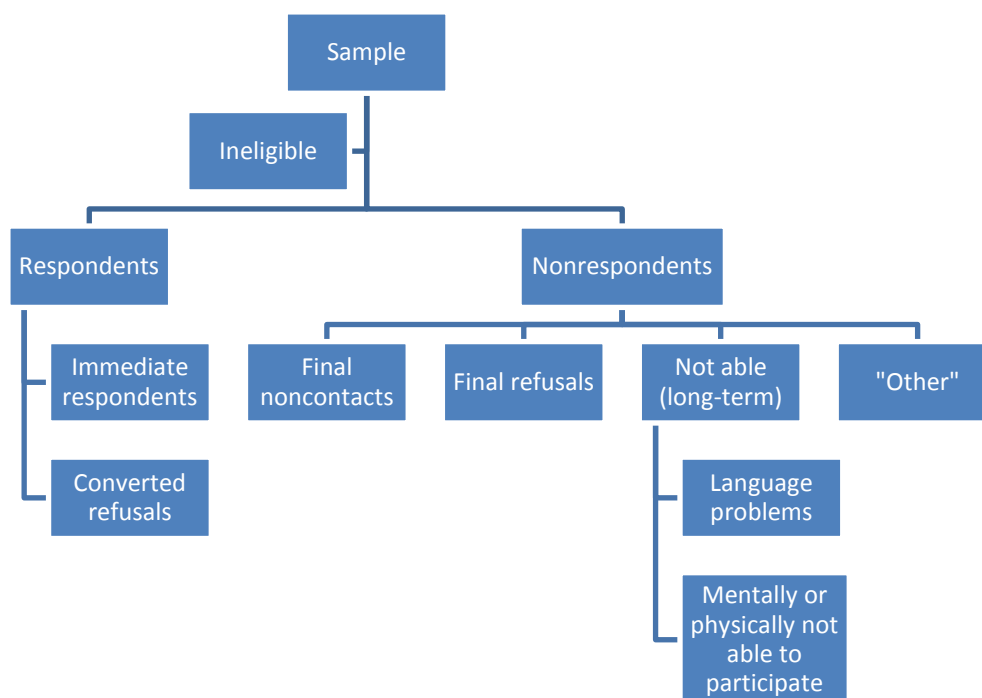 Sample
Ineligible
Respondents
Nonrespondents
Immediate
respondents
Final
noncontacts
Final refusals
Not able
(long-term)
"Other"
Converted
refusals
Language
problems
Mentally or
physically not
able to
participate